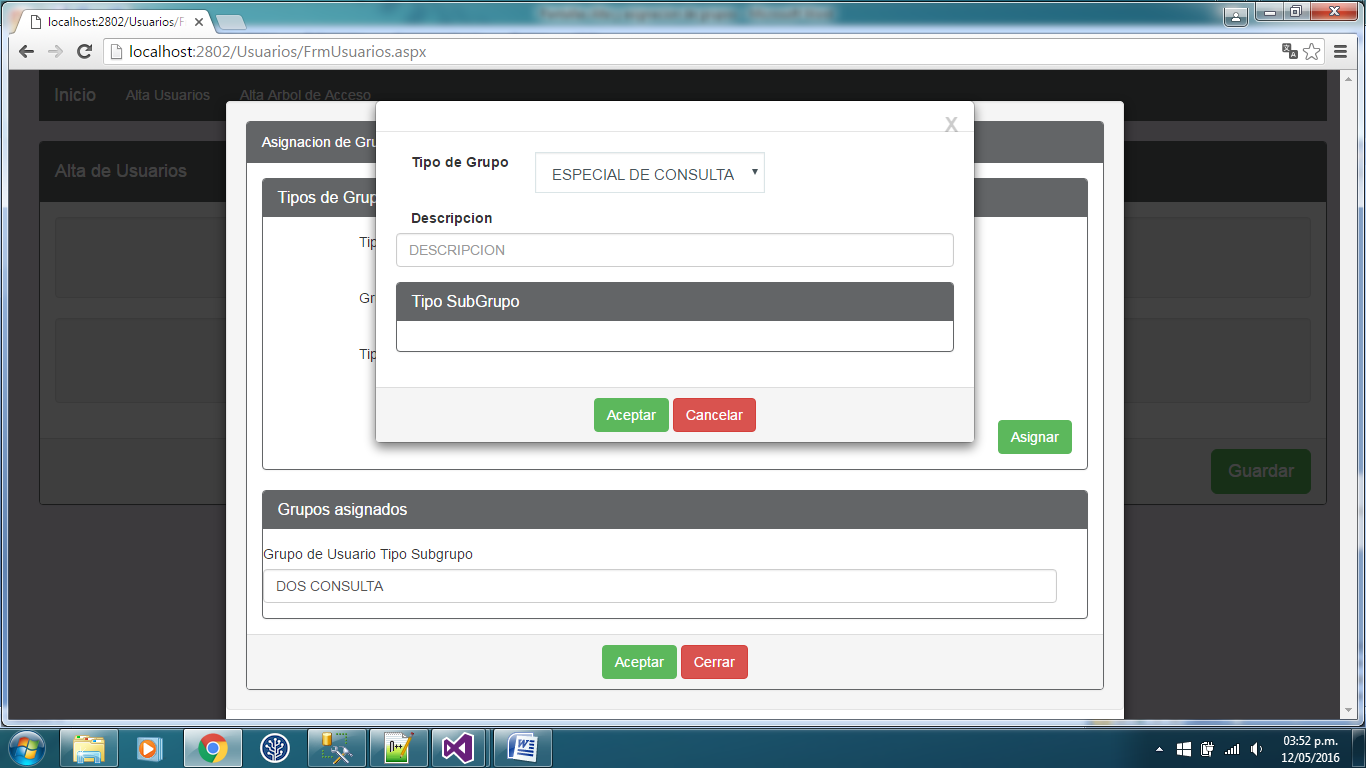 localhost:2802/Usuarios/F
localhost:2802/Usuarios/FrmUsuarios.aspx
Inicio Alta Usuarios Alta Arbol de Acceso
Alta de Usuarios
Asignacion de Gru
Tipos de Grup
Tip
Gr
Tip
X
Tipo de Grupo ESPECIAL DE CONSULTA
Descripcion
DESCRIPCION
Tipo SubGrupo
Aceptar Cancelar
Asignar
Guardar
Grupos asignados
Grupo de Usuario Tipo Subgrupo
DOS CONSULTA
Aceptar Cerrar
03:52 p.m.
12/05/2016